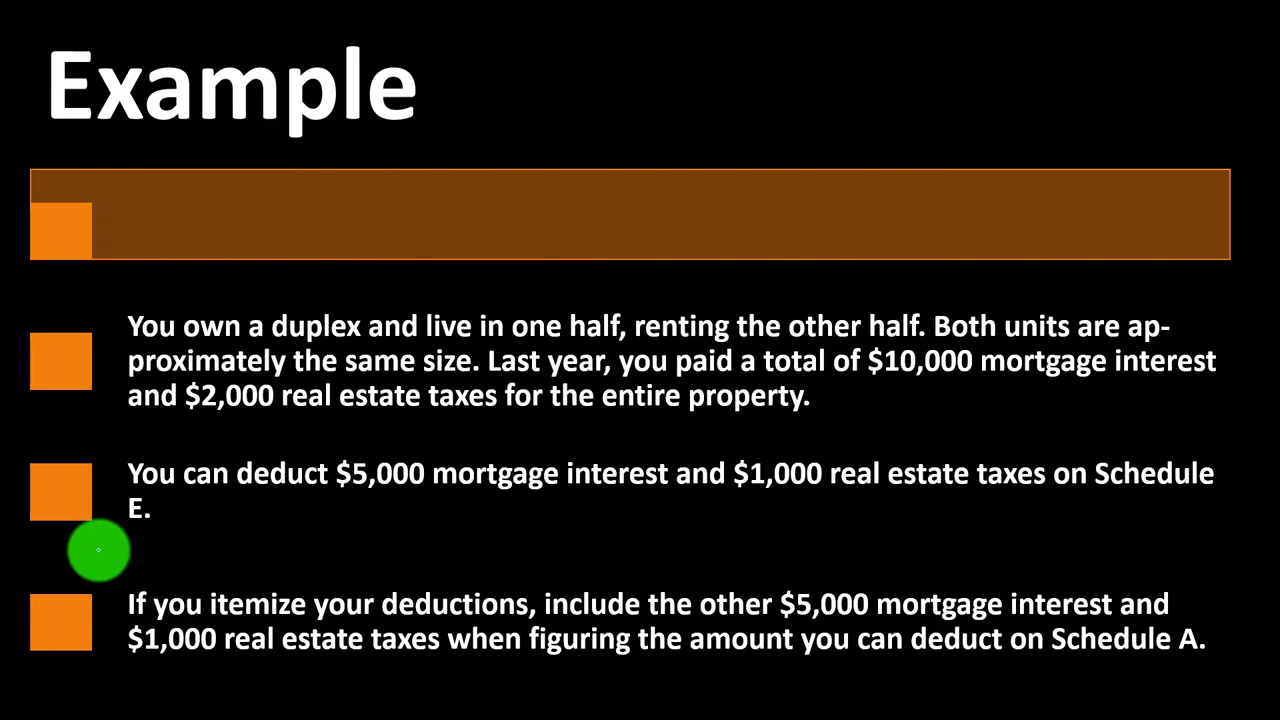 Example
You own a duplex and live in one half, renting the other half. Both units are ap-
proximately the same size. Last year, you paid a total of $10,000 mortgage interest
and $2,000 real estate taxes for the entire property.
You can deduct $5,000 mortgage interest and $1,000 real estate taxes on Schedule
E.
If you itemize your deductions, include the other $5,000 mortgage interest and
$1,000 real estate taxes when figuring the amount you can deduct on Schedule A.